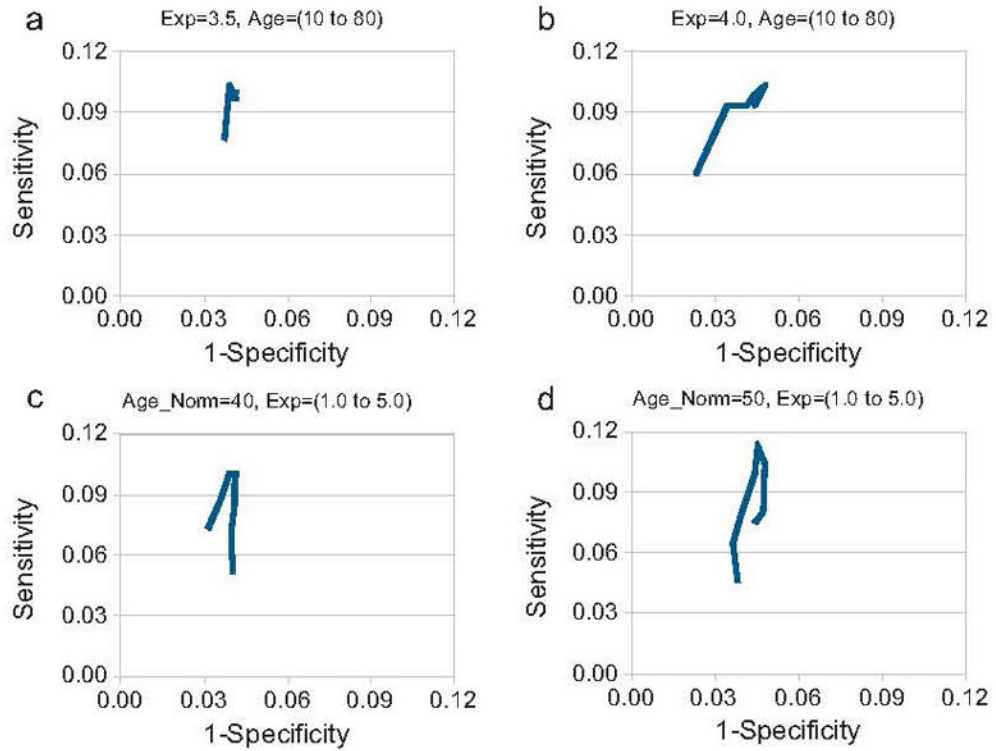 a
Exp=3.5, Age=(10 to 80)
0.12
0.09
0.06
0.03
0.00
Sensitivity
0.00 0.03 0.06 0.09 0.12
1-Specificity
b
Exp=4.0, Age=(10 to 80)
0.12
0.09
0.06
0.03
0.00
Sensitivity
0.00 0.03 0.06 0.09 0.12
1-Specificity
c
Age_Norm=40, Exp=(1.0 to 5.0)
0.12
0.09
0.06
0.03
0.00
Sensitivity
0.00 0.03 0.06 0.09 0.12
1-Specificity
d
Age_Norm=50, Exp=(1.0 to 5.0)
0.12
0.09
0.06
0.03
0.00
Sensitivity
0.00 0.03 0.06 0.09 0.12
1-Specificity